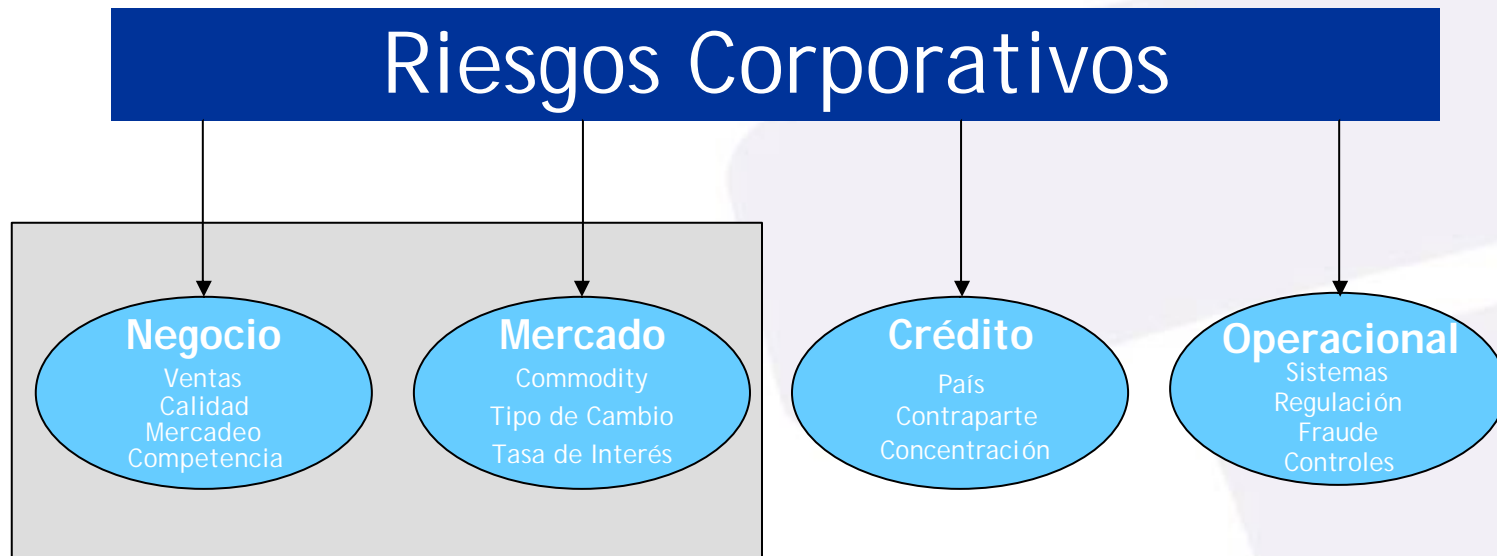 Riesgos Corporativos
Negocio
Ventas
Calidad
Mercadeo
Competencia
Mercado
Commodity
Tipo de Cambio
Tasa de Interés
Crédito
País
Contraparte
Concentración
Operacional
Sistemas
Regulación
Fraude
Controles